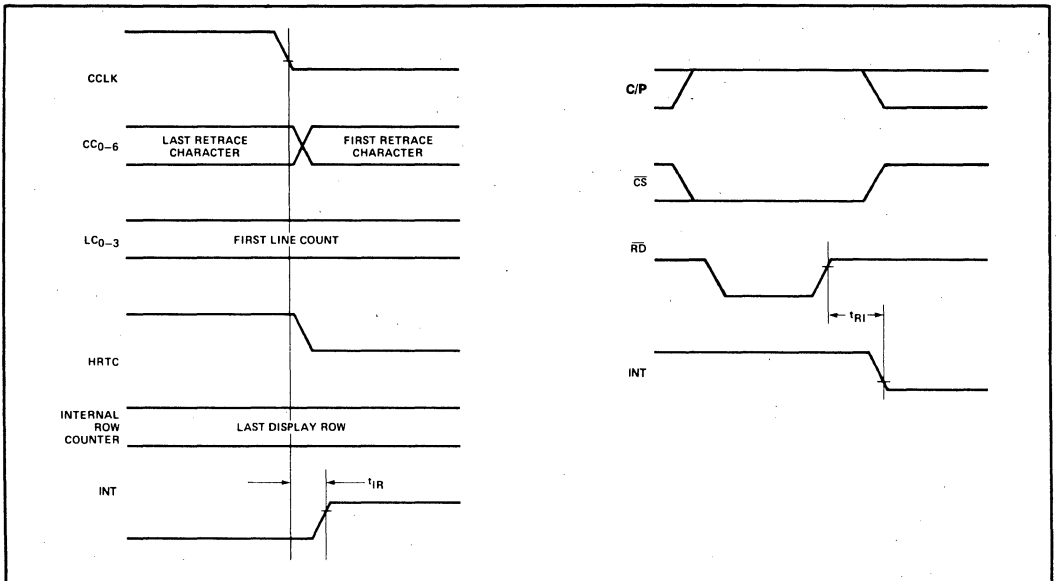 CCLK
CC0–6
LAST RETRACE
CHARACTER
FIRST RETRACE
CHARACTER
LC0–3
FIRST LINE COUNT
HRTC
INTERNAL
ROW
COUNTER
LAST DISPLAY ROW
INT
tIR
C/P
CS
RD
tRI
INT